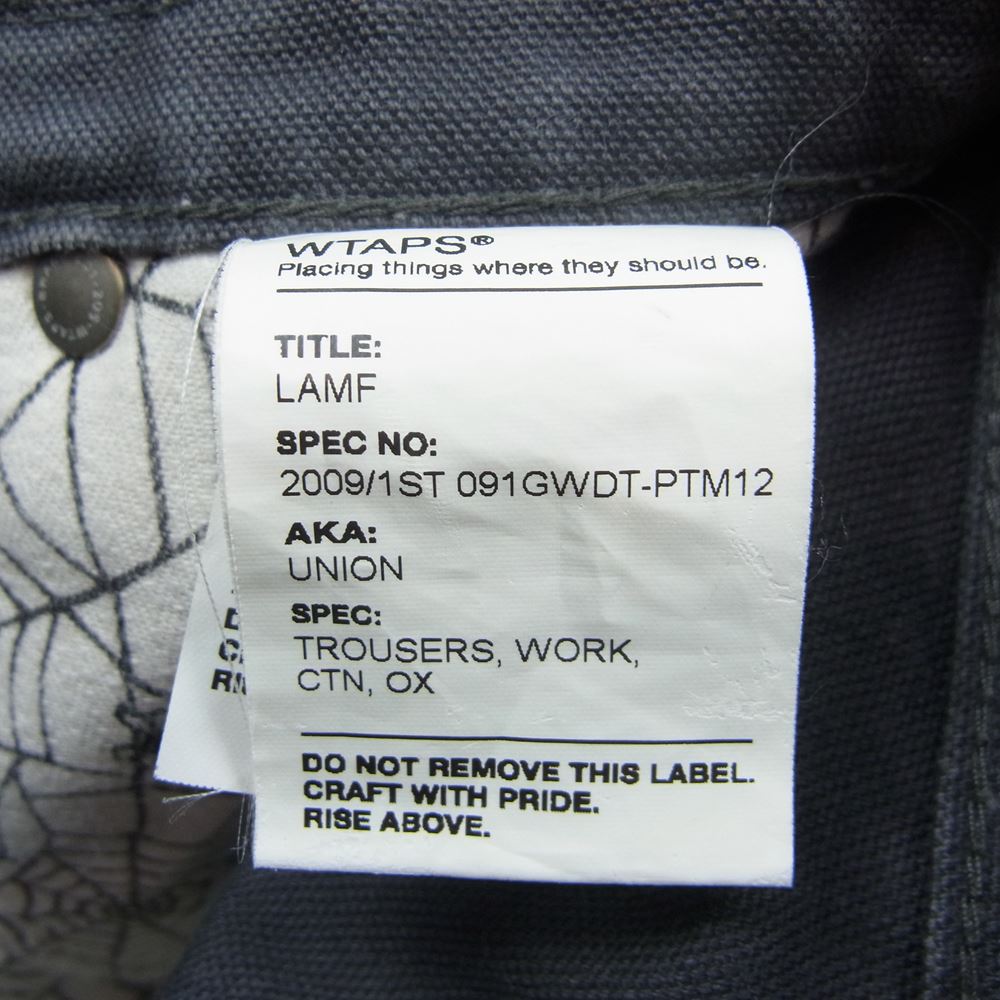 WTAPS®
Placing things where they should be.
TITLE:
LAMF
SPEC NO:
2009/1ST 091GWDT-PTM12
AKA:
UNION
SPEC:
TROUSERS, WORK,
CTN, OX
DO NOT REMOVE THIS LABEL.
CRAFT WITH PRIDE.
RISE ABOVE.